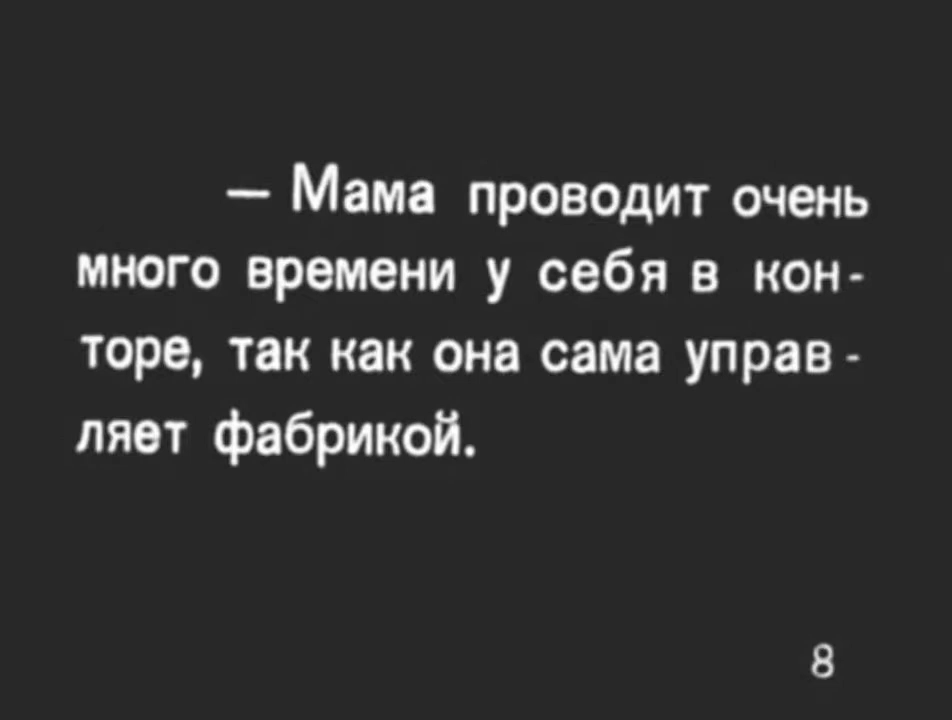 — Мама проводит очень
много времени у себя в кон-
торе, так как она сама управ-
ляет фабрикой.
8